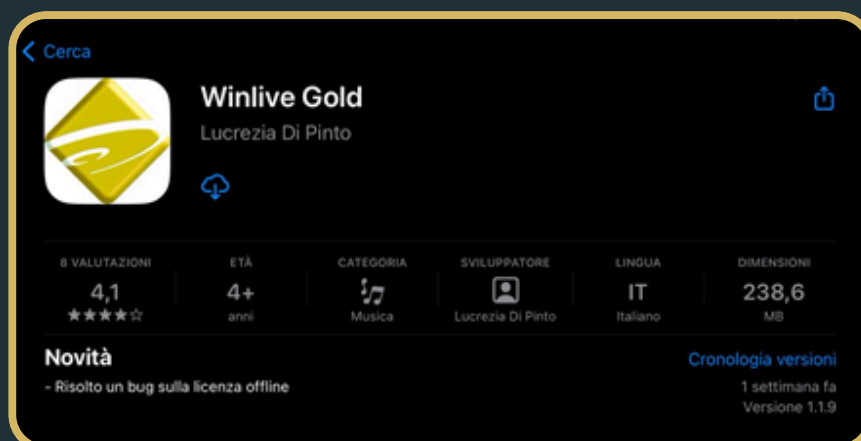 Cerca
Winlive Gold
Lucrezia Di Pinto
8 VALUTAZIONI
4,1
ETÀ
4+
anni
CATEGORIA
Musica
SVILUPPATORE
Lucrezia Di Pinto
LINGUA
IT
Italiano
DIMENSIONI
238,6
MB
Novità
Cronologia versioni
- Risolto un bug sulla licenza offline
1 settimana fa
Versione 1.1.9